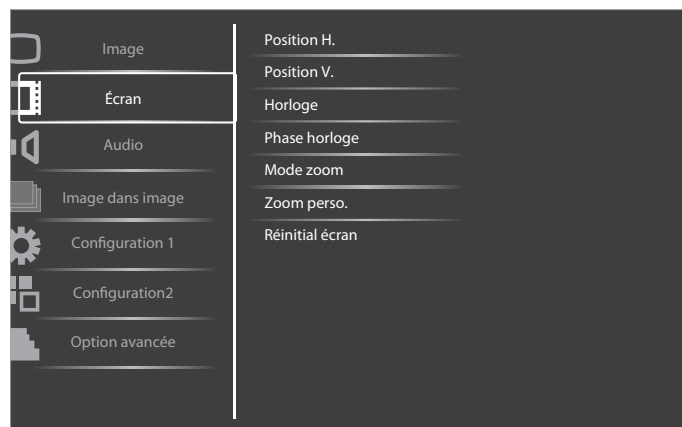 Image
Écran
Audio
Image dans image
Configuration 1
Configuration2
Option avancée
Position H.
Position V.
Horloge
Phase horloge
Mode zoom
Zoom perso.
Réinitial écran